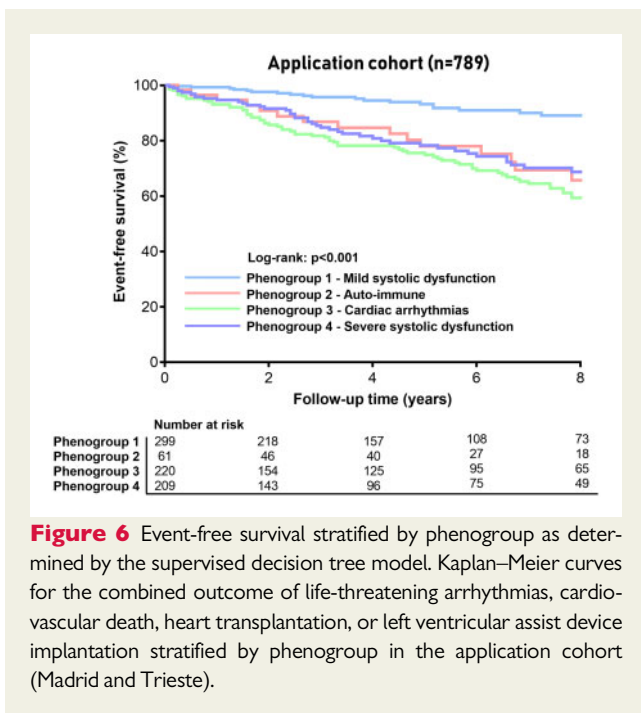 Application cohort (n=789)
Event-free survival (%)
100
80
60
40
20
0
Log-rank: p<0.001
Phenogroup 1 - Mild systolic dysfunction
Phenogroup 2 - Auto-immune
Phenogroup 3 - Cardiac arrhythmias
Phenogroup 4 - Severe systolic dysfunction
0 2 4 6 8
Follow-up time (years)
Number at risk
Phenogroup 1 299 218 157 108 73
Phenogroup 2 61 46 40 27 18
Phenogroup 3 220 154 125 95 65
Phenogroup 4 209 143 96 75 49
Figure 6 Event-free survival stratified by phenogroup as deter-
mined by the supervised decision tree model. Kaplan–Meier curves
for the combined outcome of life-threatening arrhythmias, cardio-
vascular death, heart transplantation, or left ventricular assist device
implantation stratified by phenogroup in the application cohort
(Madrid and Trieste).